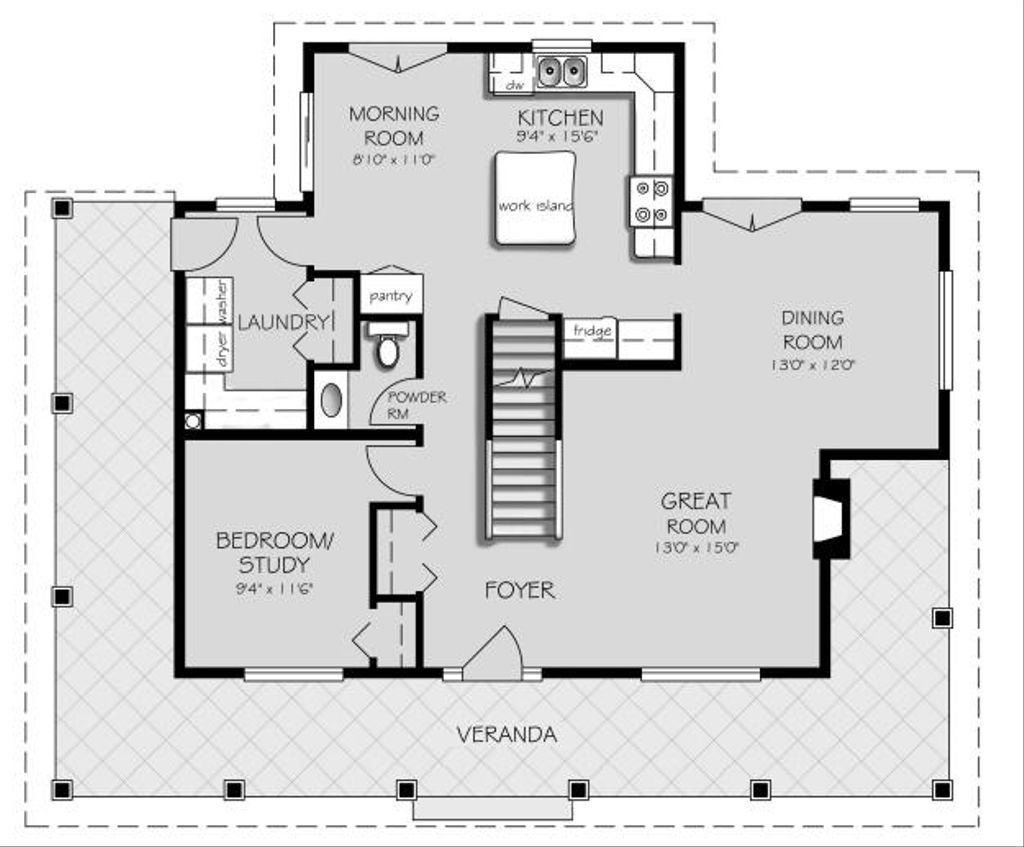 dw
MORNING
ROOM
8'10" x 11'0"
KITCHEN
9'4" x 15'6"
work island
pantry
washer
dryer
LAUNDRY
fridge
DINING
ROOM
13'0" x 12'0"
POWDER
RM
GREAT
ROOM
13'0" x 15'0"
BEDROOM/
STUDY
9'4" x 11'6"
FOYER
VERANDA